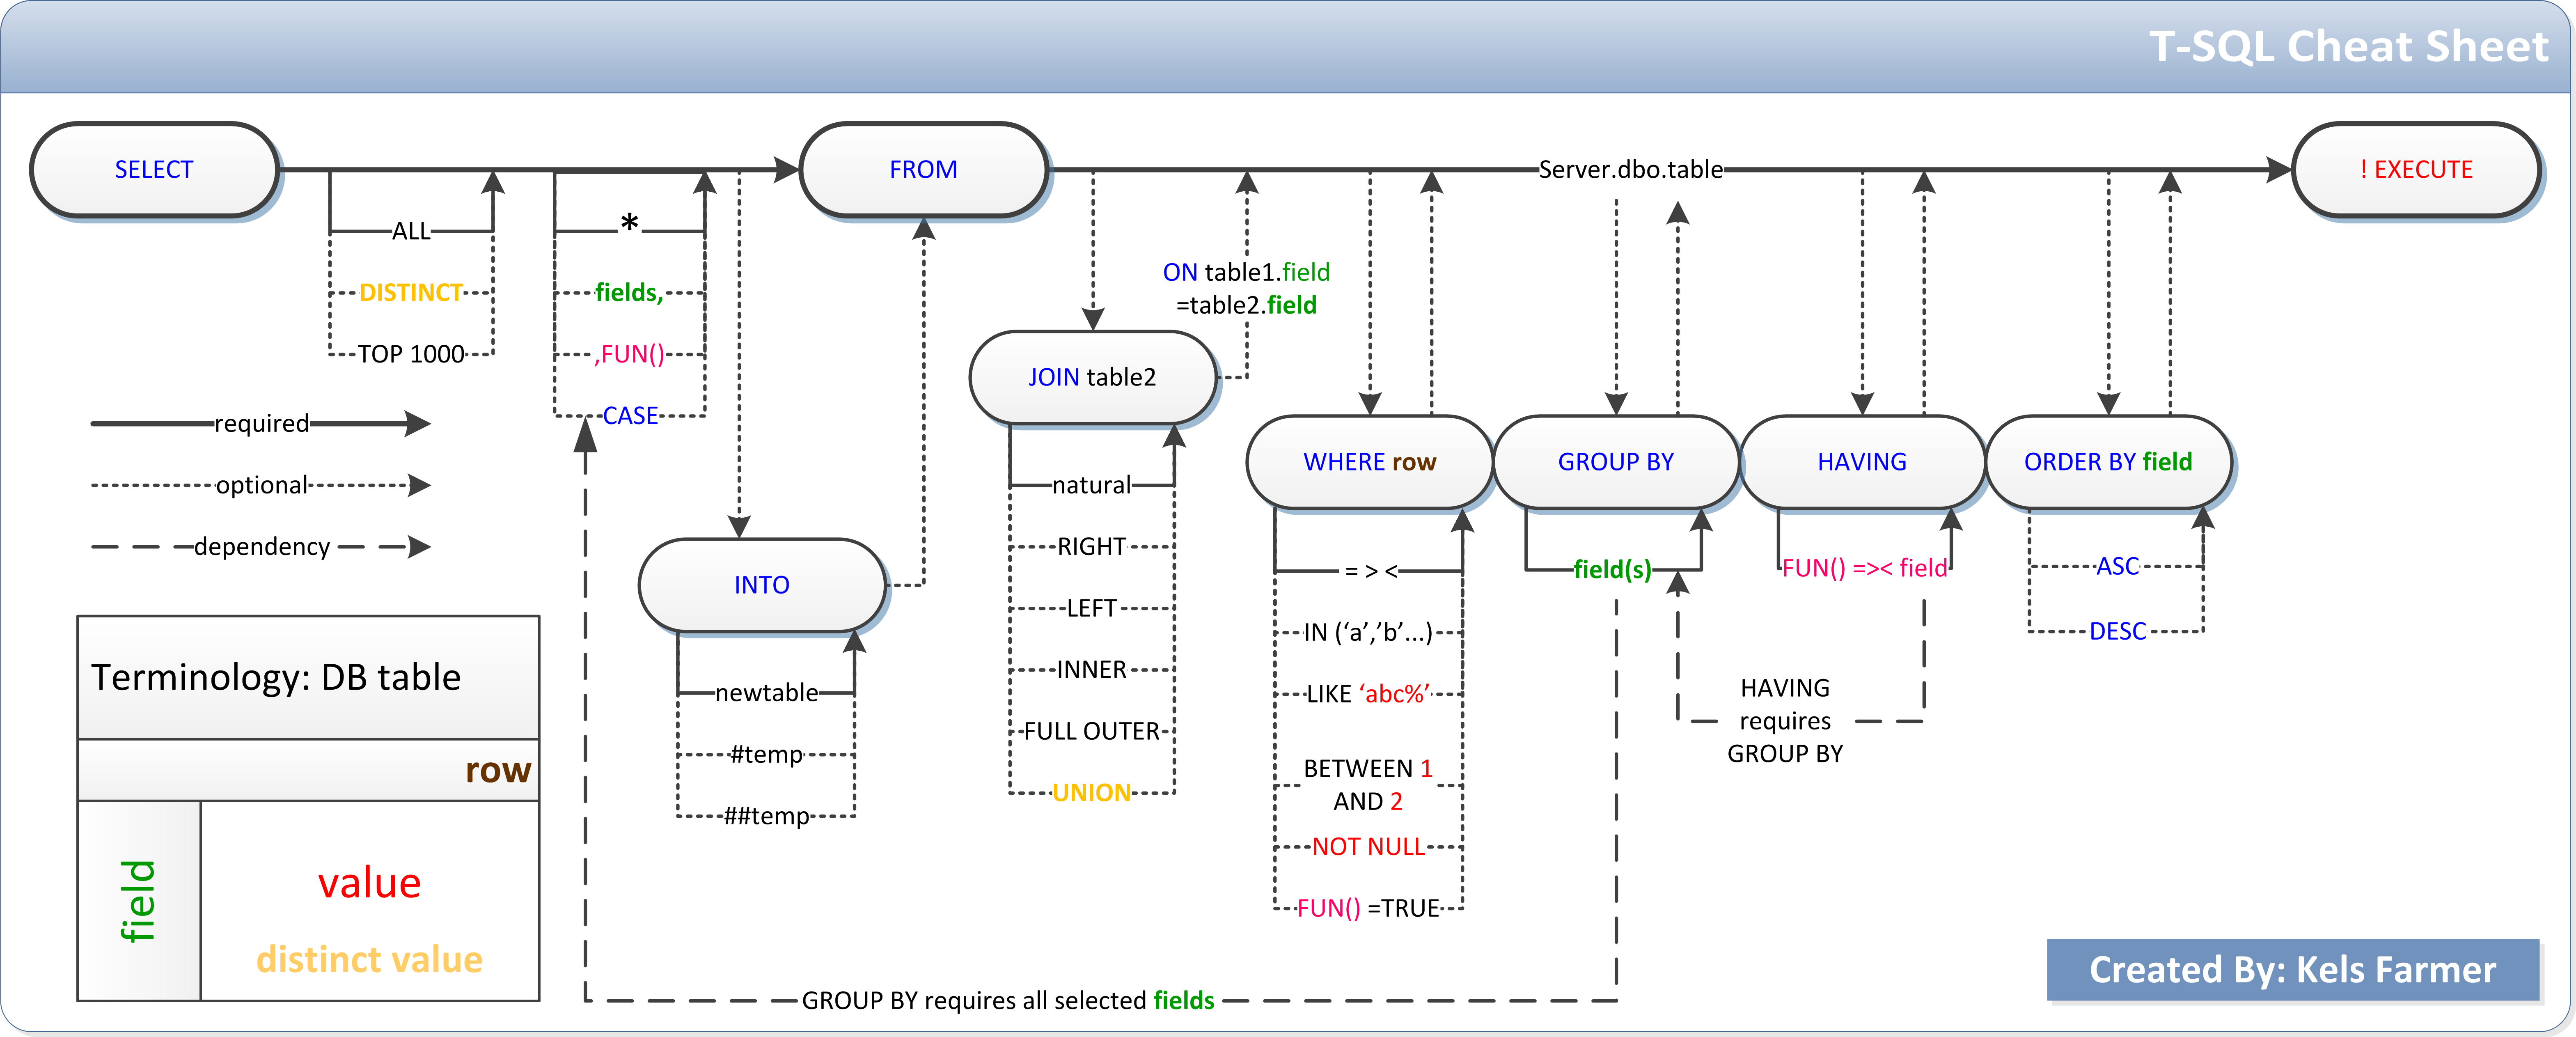 T-SQL Cheat Sheet
SELECT
FROM
Server.dbo.table
! EXECUTE
ALL
DISTINCT
TOP 1000
*
fields,
,FUN()
CASE
ON table1.field
=table2.field
JOIN table2
natural
RIGHT
LEFT
INNER
FULL OUTER
UNION
INTO
newtable
#temp
##temp
WHERE row
= > <
IN (‘a’,’b’...)
LIKE ‘abc%’
BETWEEN 1
AND 2
NOT NULL
FUN() =TRUE
GROUP BY
field(s)
HAVING
FUN() =>< field
HAVING
requires
GROUP BY
ORDER BY field
ASC
DESC
required
optional
dependency
Terminology: DB table
row
field
value
distinct value
GROUP BY requires all selected fields
Created By: Kels Farmer